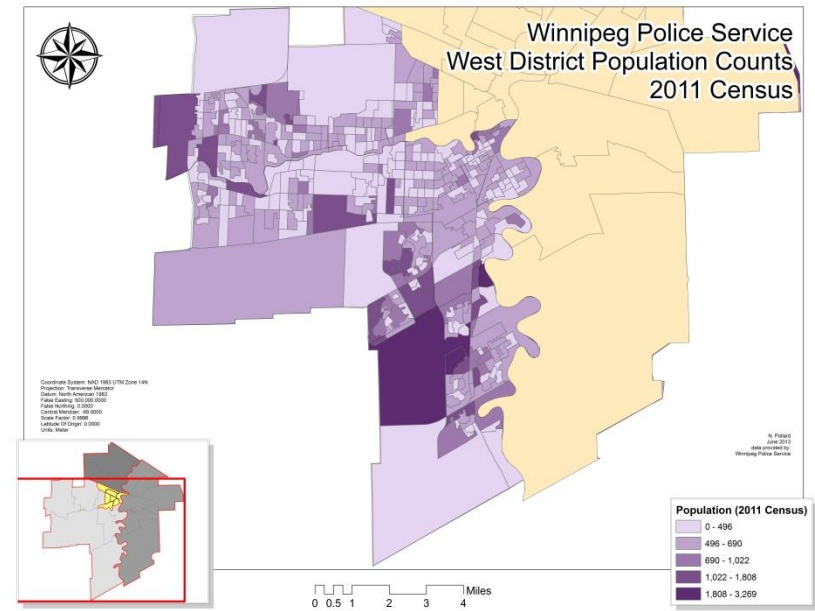 Winnipeg Police Service
West District Population Counts
2011 Census
Coordinate System: NAD 1983 UTM Zone 14N
Projection: Transverse Mercator
Datum: North American 1983
False Easting: 500,000.0000
False Northing: 0.0000
Central Meridian: -99.0000
Scale Factor: 0.9996
Latitude Of Origin: 0.0000
Units: Meter
N. Pollard
June 2013
data provided by:
Winnipeg Police Service
Population (2011 Census)
0 - 496
496 - 690
690 - 1,022
1,022 - 1,808
1,808 - 3,269
Miles
0 0.5 1 2 3 4